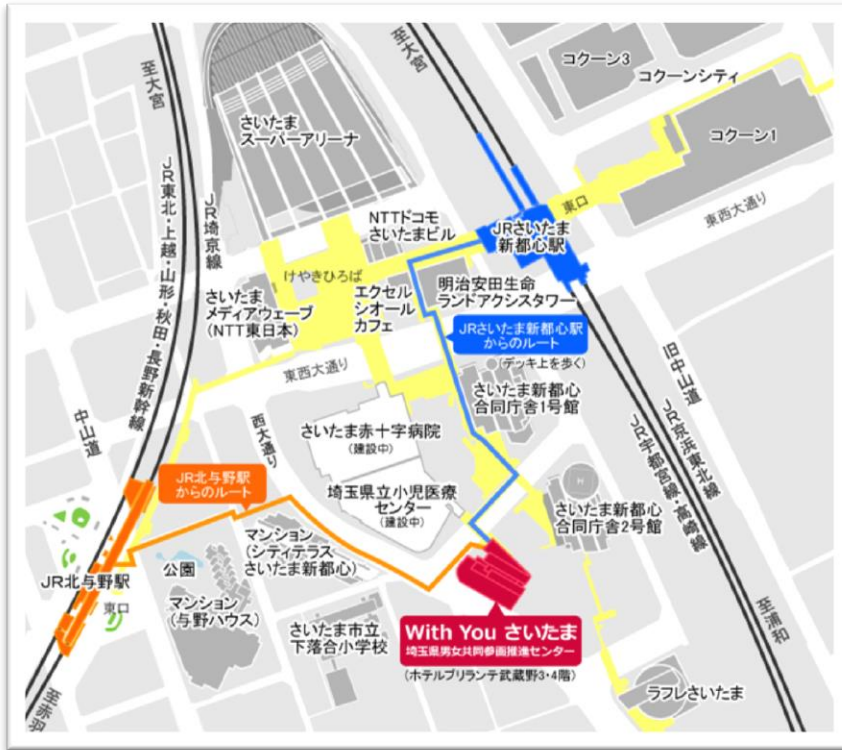 至大宮
至大宮
コクーン3
コクーンシティ
コクーン1
さいたま
スーパーアリーナ
JR東北・上越・山形・秋田・長野新幹線
JR埼京線
NTTドコモ
さいたまビル
JRさいたま
新都心駅
東口
東西大通り
けやきひろば
さいたま
メディアウェーブ
(NTT東日本)
エクセル
シオール
カフェ
明治安田生命
ランドアクシスタワー
JRさいたま新都心駅
からのルート
(デッキ上を歩く)
東西大通り
さいたま新都心
合同庁舎1号館
旧中山道
JR京浜東北線
JR宇都宮線・高崎線
中山道
西大通り
さいたま赤十字病院
(建設中)
JR北与野駅
からのルート
埼玉県立小児医療
センター
(建設中)
H
さいたま新都心
合同庁舎2号館
マンション
(シティテラス
さいたま新都心)
JR北与野駅
東口
公園
マンション
(与野ハウス)
さいたま市立
下落合小学校
With You さいたま
埼玉県男女共同参画推進センター
(ホテルブリランテ武蔵野3・4階)
至浦和
至赤羽
ラフレさいたま